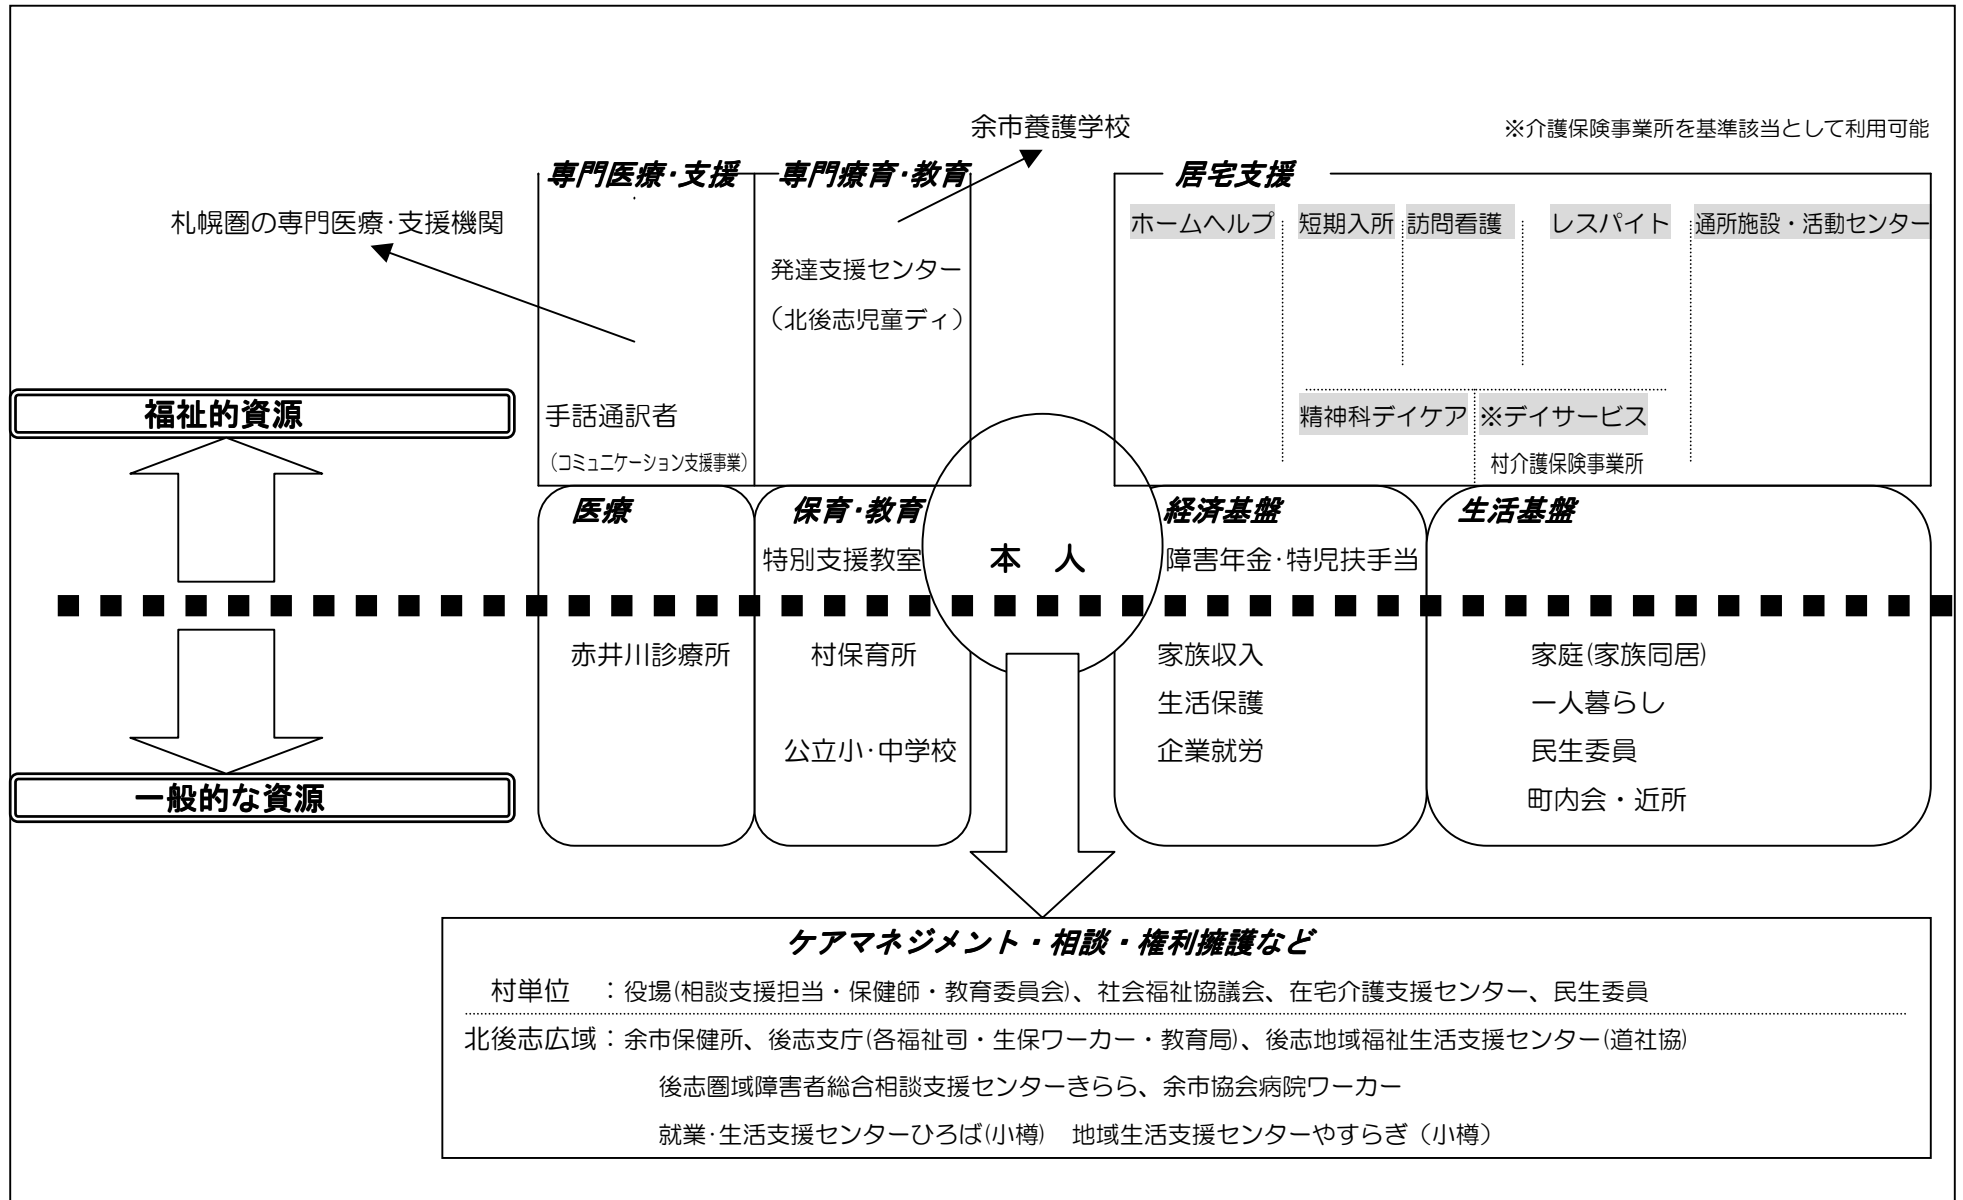 余市養護学校
※介護保険事業所を基準該当として利用可能
専門医療･支援
専門療育･教育
居宅支援
札幌圏の専門医療･支援機関
ホームヘルプ
短期入所
訪問看護
レスパイト
通所施設・活動センター
発達支援センター
（北後志児童ディ）
福祉的資源
手話通訳者
（コミュニケーション支援事業）
精神科デイケア
※デイサービス
村介護保険事業所
医療
保育･教育
経済基盤
生活基盤
特別支援教室
本　人
障害年金･特児扶手当
赤井川診療所
村保育所
家族収入
家庭(家族同居)
生活保護
一人暮らし
公立小･中学校
企業就労
民生委員
一般的な資源
町内会・近所
ケアマネジメント・相談・権利擁護など
村単位　：役場(相談支援担当・保健師・教育委員会)、社会福祉協議会、在宅介護支援センター、民生委員
北後志広域：余市保健所、後志支庁(各福祉司・生保ワーカー・教育局)、後志地域福祉生活支援センター(道社協)
後志圏域障害者総合相談支援センターきらら、余市協会病院ワーカー
就業･生活支援センターひろば(小樽)　地域生活支援センターやすらぎ（小樽）